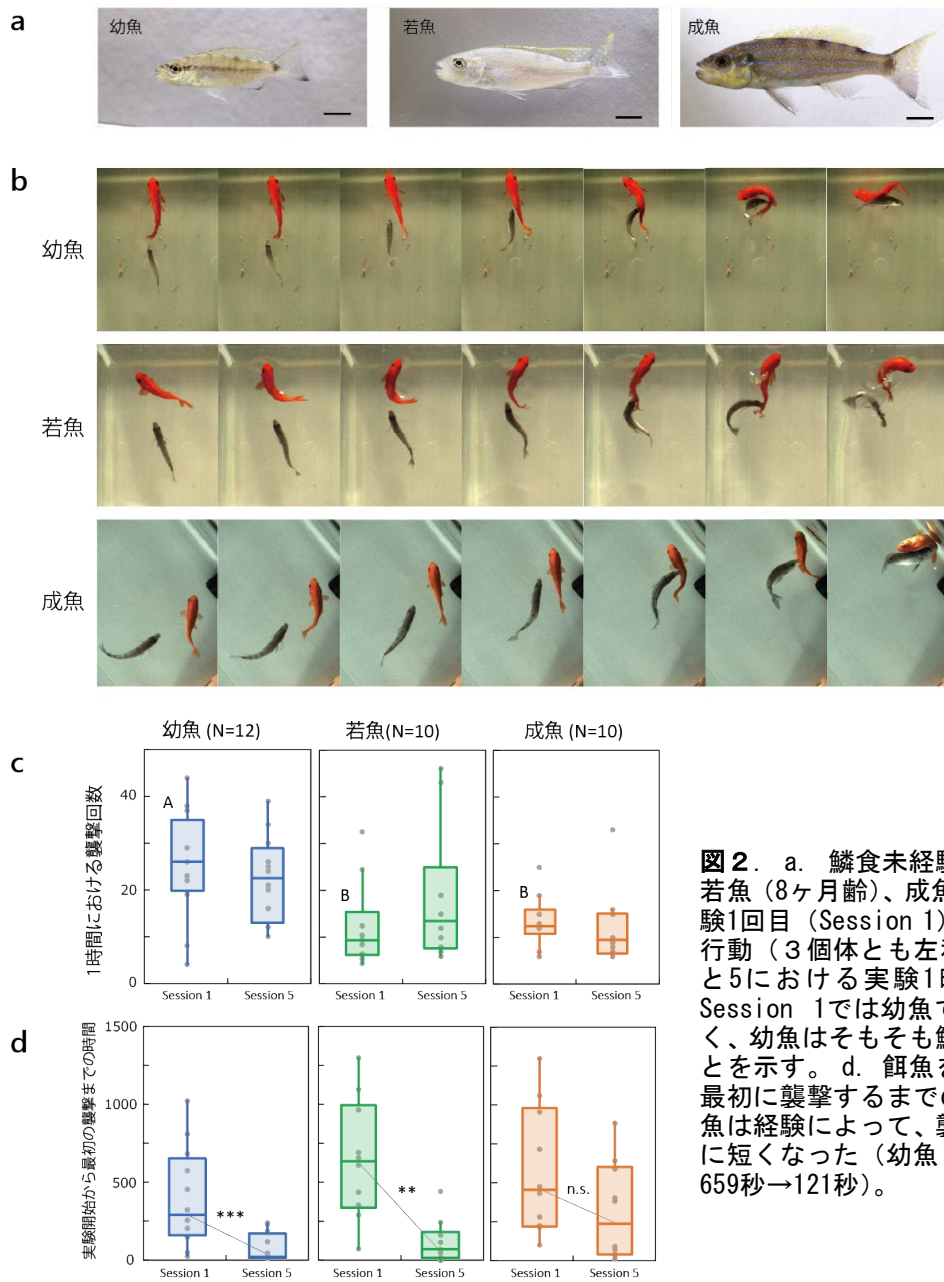 a
幼魚
若魚
成魚
b
幼魚
若魚
成魚
幼魚 (N=12)
若魚(N=10)
成魚 (N=10)
c
1時間における襲撃回数
40
20
0
A
B
B
Session 1
Session 5
Session 1
Session 5
Session 1
Session 5
d
実験開始から最初の襲撃までの時間
1500
1000
500
0
***
**
n.s.
Session 1
Session 5
Session 1
Session 5
Session 1
Session 5
図2. a. 鱗食未経験
若魚（8ヶ月齢）、成魚
験1回目（Session 1）
行動（３個体とも左
と5における実験1
Session 1では幼魚で
く、幼魚はそもそも
とを示す。 d. 餌魚を
最初に襲撃するまでの
魚は経験によって、
に短くなった（幼魚
659秒→121秒）。